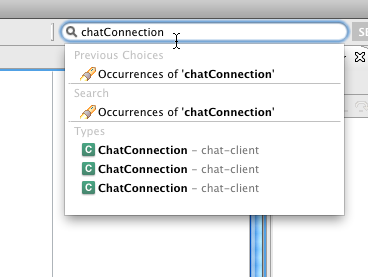 chatConnection
SE
Previous Choices
Occurrences of 'chatConnection'
Search
Occurrences of 'chatConnection'
Types
C ChatConnection – chat-client
C ChatConnection – chat-client
C ChatConnection – chat-client